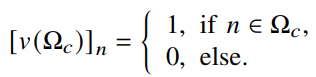 [v(Ω_c)]_n = { 1, if n ∈ Ω_c,
0, else.